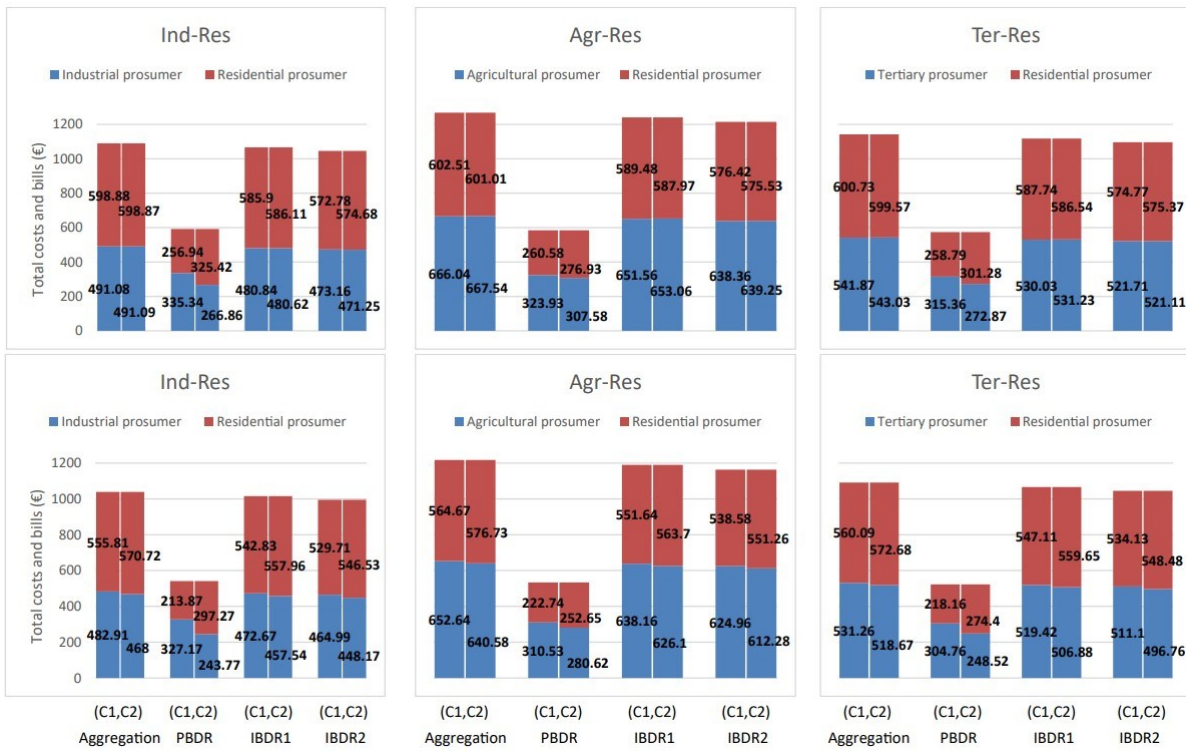 Ind-Res
Industrial prosumer Residential prosumer
Total costs and bills (€)
1200
1000
800
600
400
200
0
598.88 598.87 256.94 325.42 585.9 586.11 572.78 574.68
491.08 491.09 335.34 266.86 480.84 480.62 473.16 471.25
Agr-Res
Agricultural prosumer Residential prosumer
602.51 601.01 260.58 276.93 589.48 587.97 576.42 575.53
666.04 667.54 323.93 307.58 651.56 653.06 638.36 639.25
Ter-Res
Tertiary prosumer Residential prosumer
600.73 599.57 258.79 301.28 587.74 586.54 574.77 575.37
541.87 543.03 315.36 272.87 530.03 531.23 521.71 521.11
Ind-Res
Industrial prosumer Residential prosumer
Total costs and bills (€)
1200
1000
800
600
400
200
0
555.81 570.72 213.87 297.27 542.83 557.96 529.71 546.53
482.91 468 327.17 243.77 472.67 457.54 464.99 448.17
(C1,C2) (C1,C2) (C1,C2) (C1,C2)
Aggregation PBDR IBDR1 IBDR2
Agr-Res
Agricultural prosumer Residential prosumer
564.67 576.73 222.74 252.65 551.64 563.7 538.58 551.26
652.64 640.58 310.53 280.62 638.16 626.1 624.96 612.28
(C1,C2) (C1,C2) (C1,C2) (C1,C2)
Aggregation PBDR IBDR1 IBDR2
Ter-Res
Tertiary prosumer Residential prosumer
560.09 572.68 218.16 274.4 547.11 559.65 534.13 548.48
531.26 518.67 304.76 248.52 519.42 506.88 511.1 496.76
(C1,C2) (C1,C2) (C1,C2) (C1,C2)
Aggregation PBDR IBDR1 IBDR2